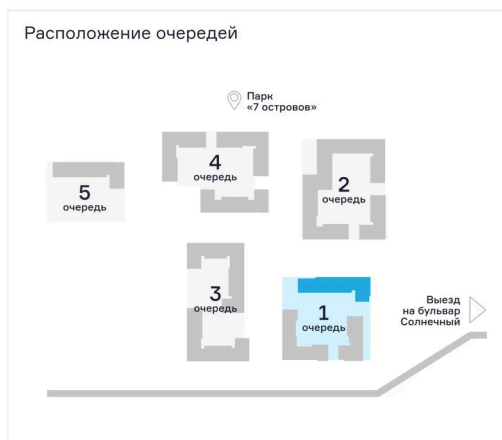 Расположение очередей
Парк
«7 островов»
4
очередь
2
очередь
5
очередь
3
очередь
1
очередь
Выезд
на бульвар
Солнечный